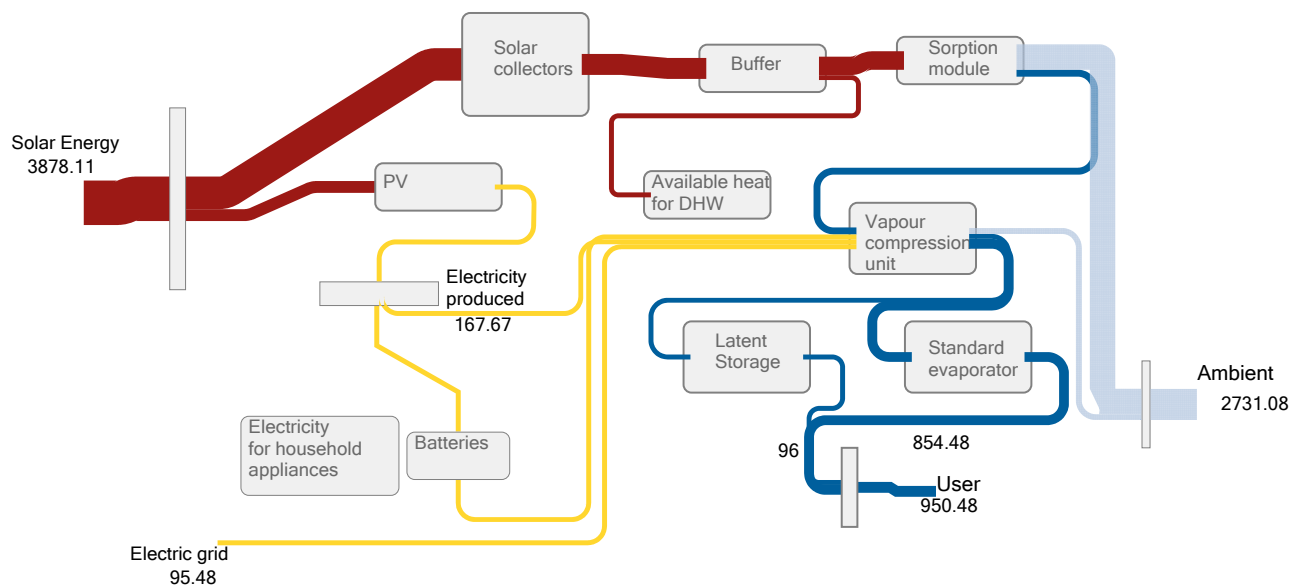 Solar
collectors
Buffer
Sorption
module
Solar Energy
3878.11
PV
Available heat
for DHW
Vapour
compression
unit
Electricity
produced
167.67
Latent
Storage
Standard
evaporator
Ambient
2731.08
Electricity
for household
appliances
Batteries
96
854.48
User
950.48
Electric grid
95.48